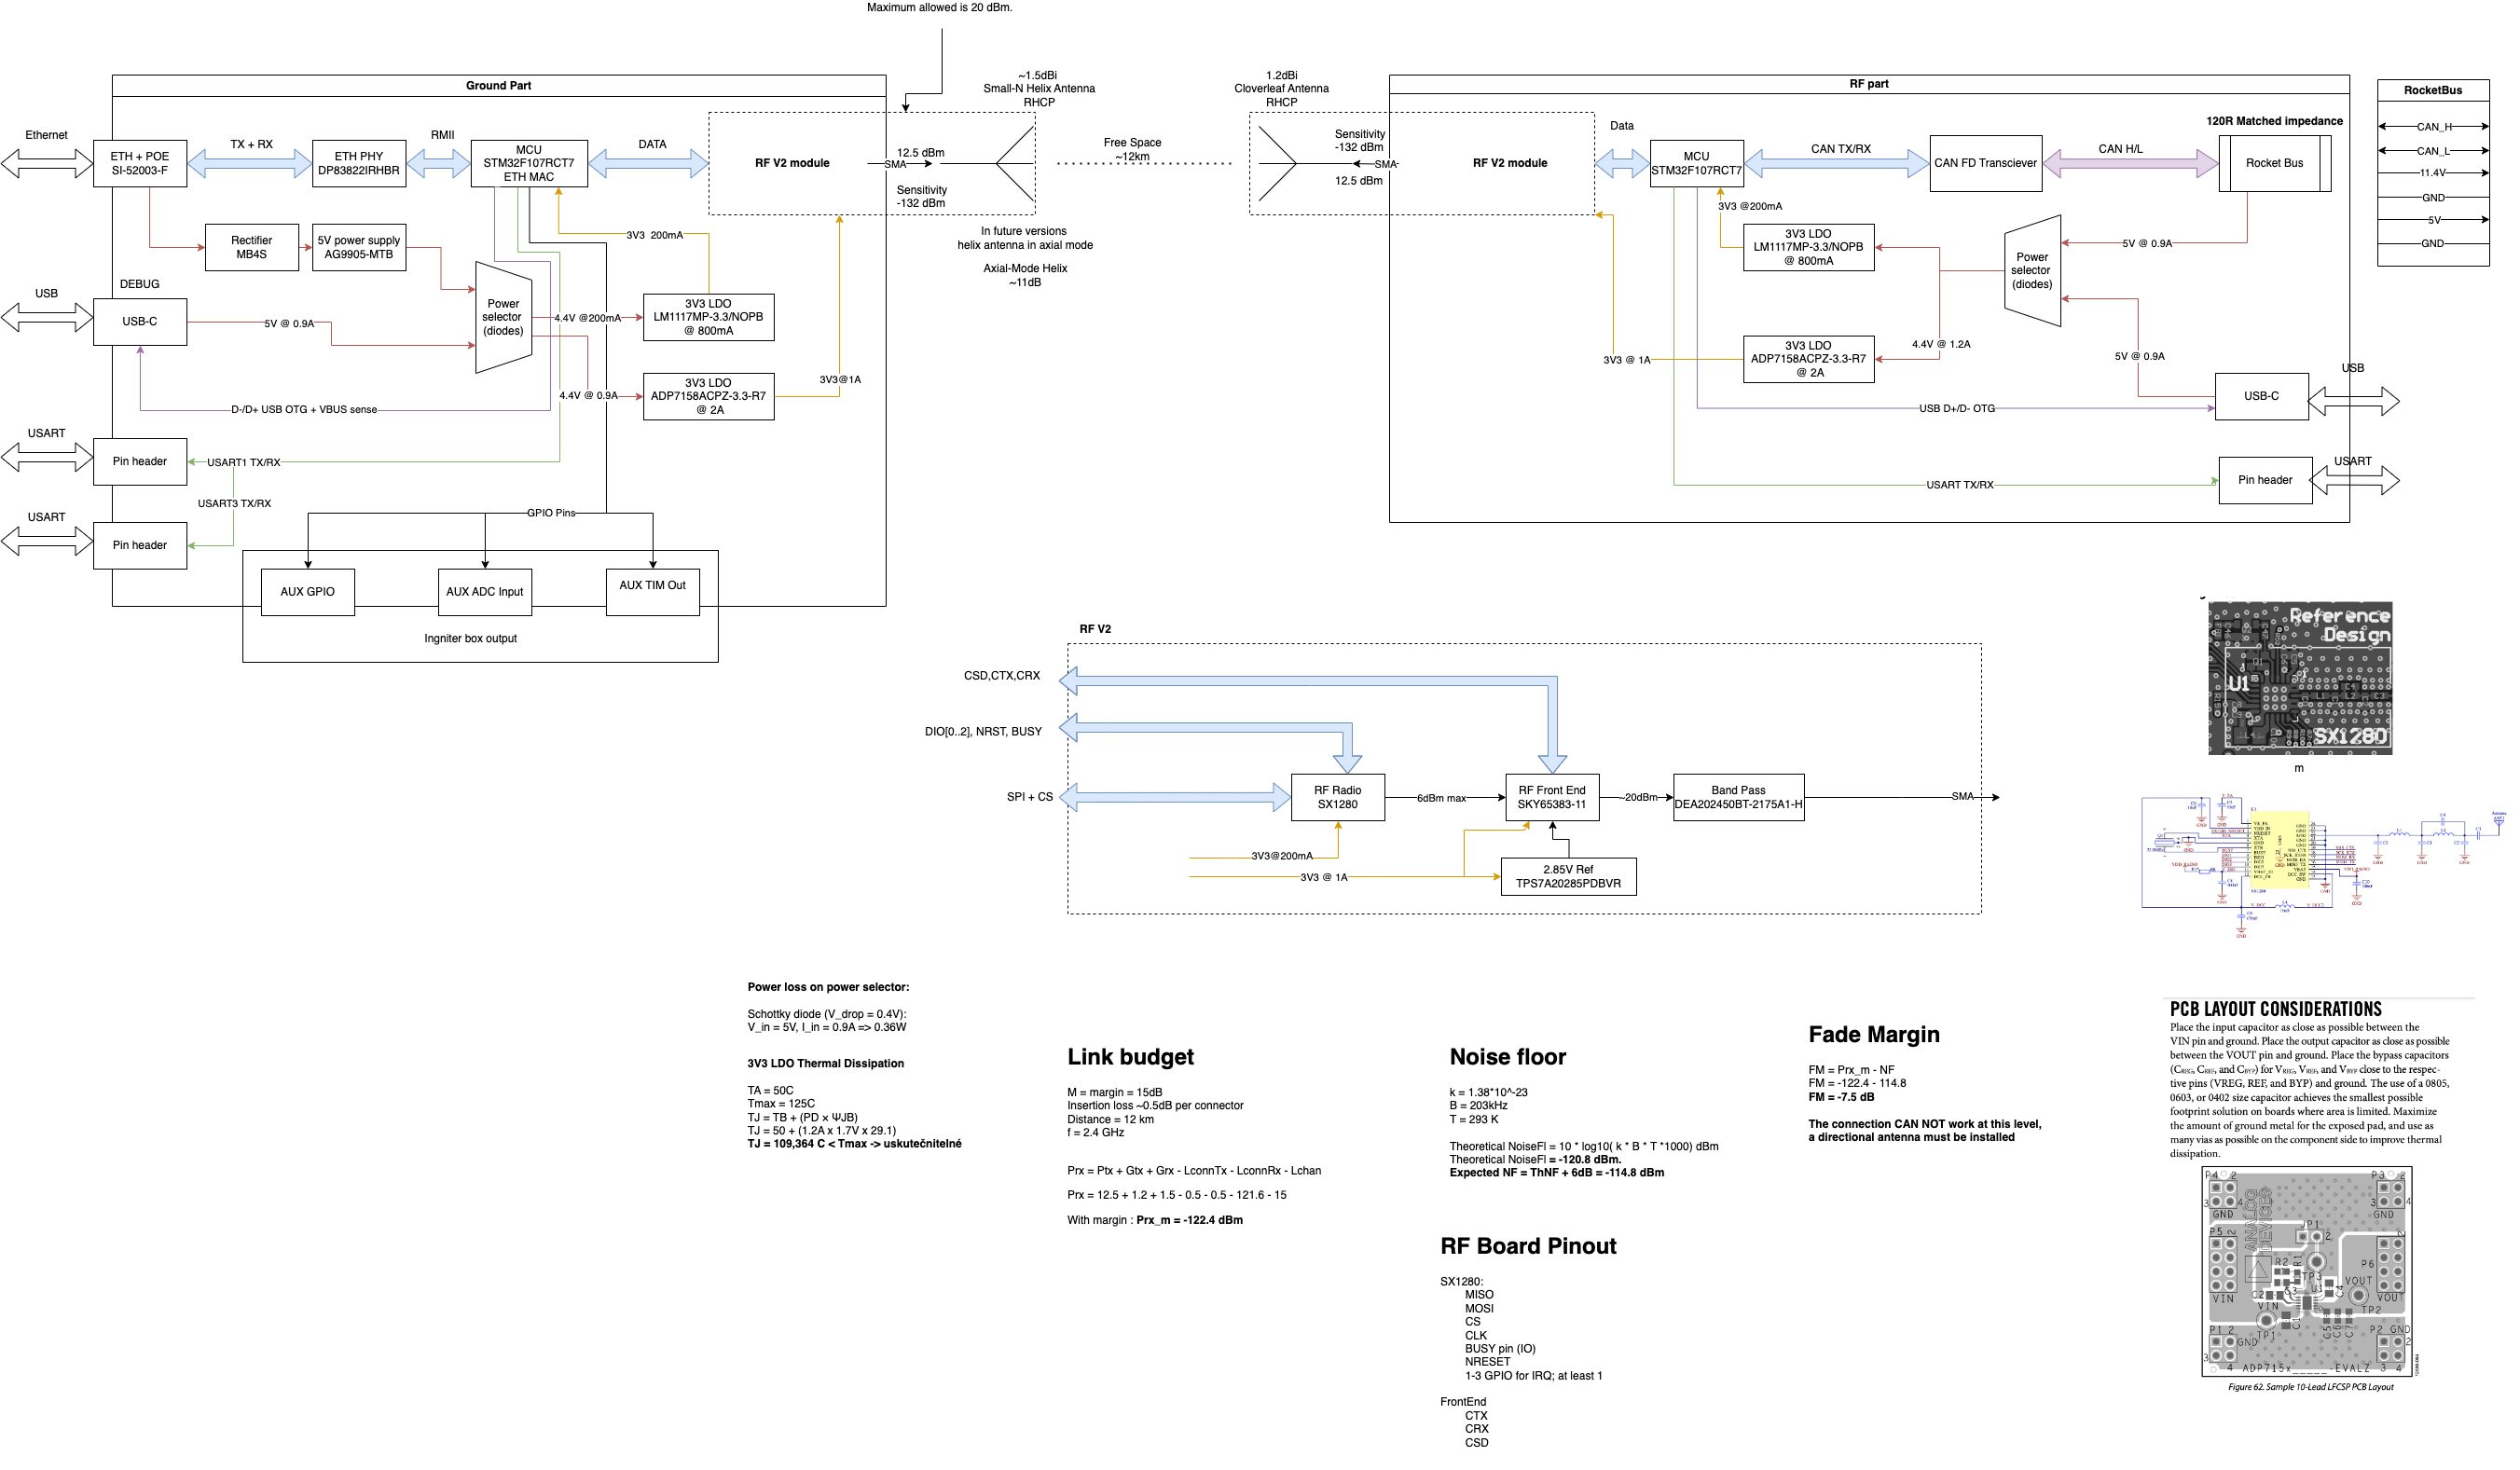 Maximum allowed is 20 dBm.
Ground Part
Ethernet
ETH + POE
SI-52003-F
TX + RX
ETH PHY
DP83822IRHBR
RMII
MCU
STM32F107RCT7
ETH MAC
DATA
RF V2 module
12.5 dBm
SMA
Sensitivity
-132 dBm
~1.5dBi
Small-N Helix Antenna
RHCP
In future versions
helix antenna in axial mode
Axial-Mode Helix
~11dB
Free Space
~12km
Rectifier
MB4S
5V power supply
AG9905-MTB
3V3 200mA
DEBUG
USB
USB-C
5V @ 0.9A
Power
selector
(diodes)
4.4V @200mA
3V3 LDO
LM1117MP-3.3/NOPB
@ 800mA
4.4V @ 0.9A
3V3 LDO
ADP7158ACPZ-3.3-R7
@ 2A
3V3@1A
D-/D+ USB OTG + VBUS sense
USART
Pin header
USART1 TX/RX
USART3 TX/RX
USART
Pin header
GPIO Pins
AUX GPIO
AUX ADC Input
AUX TIM Out
Ingniter box output
RF part
1.2dBi
Cloverleaf Antenna
RHCP
Sensitivity
-132 dBm
SMA
12.5 dBm
RF V2 module
Data
MCU
STM32F107RCT7
CAN TX/RX
CAN FD Transciever
CAN H/L
120R Matched impedance
Rocket Bus
3V3 @200mA
3V3 LDO
LM1117MP-3.3/NOPB
@ 800mA
Power
selector
(diodes)
5V @ 0.9A
3V3 @ 1A
3V3 LDO
ADP7158ACPZ-3.3-R7
@ 2A
4.4V @ 1.2A
5V @ 0.9A
USB
USB-C
USB D+/D- OTG
USART
Pin header
USART TX/RX
RocketBus
CAN_H
CAN_L
11.4V
GND
5V
GND
RF V2
CSD,CTX,CRX
DIO[0..2], NRST, BUSY
SPI + CS
RF Radio
SX1280
6dBm max
RF Front End
SKY65383-11
~20dBm
Band Pass
DEA202450BT-2175A1-H
SMA
3V3@200mA
3V3 @ 1A
2.85V Ref
TPS7A20285PDBVR
Reference
Design
U1
SX1280
m
Power loss on power selector:
Schottky diode (V_drop = 0.4V):
V_in = 5V, I_in = 0.9A => 0.36W
3V3 LDO Thermal Dissipation
TA = 50C
Tmax = 125C
TJ = TB + (PD × ΨJB)
TJ = 50 + (1.2A x 1.7V x 29.1)
TJ = 109,364 C < Tmax -> uskutečnitelné
Link budget
M = margin = 15dB
Insertion loss ~0.5dB per connector
Distance = 12 km
f = 2.4 GHz
Prx = Ptx + Gtx + Grx - LconnTx - LconnRx - Lchan
Prx = 12.5 + 1.2 + 1.5 - 0.5 - 0.5 - 121.6 - 15
With margin : Prx_m = -122.4 dBm
Noise floor
k = 1.38*10^-23
B = 203kHz
T = 293 K
Theoretical NoiseFl = 10 * log10( k * B * T *1000) dBm
Theoretical NoiseFl = -120.8 dBm.
Expected NF = ThNF + 6dB = -114.8 dBm
Fade Margin
FM = Prx_m - NF
FM = -122.4 - 114.8
FM = -7.5 dB
The connection CAN NOT work at this level,
a directional antenna must be installed
RF Board Pinout
SX1280:
MISO
MOSI
CS
CLK
BUSY pin (IO)
NRESET
1-3 GPIO for IRQ; at least 1
FrontEnd
CTX
CRX
CSD
PCB LAYOUT CONSIDERATIONS
Place the input capacitor as close as possible between the
VIN pin and ground. Place the output capacitor as close as possible
between the VOUT pin and ground. Place the bypass capacitors
(CREG, CREF, and CBYP) for VREG, VREF, and VBYP close to the respec-
tive pins (VREG, REF, and BYP) and ground. The use of a 0805,
0603, or 0402 size capacitor achieves the smallest possible
footprint solution on boards where area is limited. Maximize
the amount of ground metal for the exposed pad, and use as
many vias as possible on the component side to improve thermal
dissipation.
P4 2
3 4
GND
P3 2
3 4
GND
ANALOG
DEVICES
JP1
2
P5 2
VIN
R2
R1
C2
VIN
TP1
P6
VOUT
VOUT
TP2
P1 2
GND
3
4
P2 GND
2
3 4
ADP715x_____-EVALZ
Figure 62. Sample 10-Lead LFCSP PCB Layout